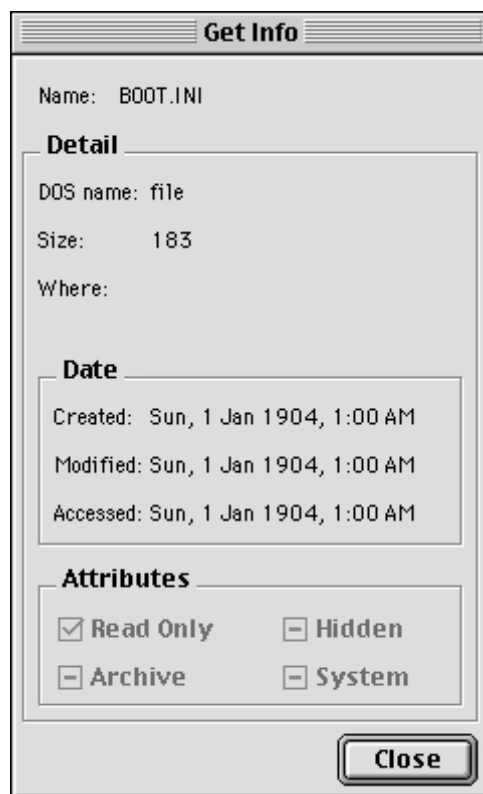 Get Info
Name: BOOT.INI
Detail
DOS name: file
Size: 183
Where:
Date
Created: Sun, 1 Jan 1904, 1:00 AM
Modified: Sun, 1 Jan 1904, 1:00 AM
Accessed: Sun, 1 Jan 1904, 1:00 AM
Attributes
Read Only Hidden
Archive System
Close